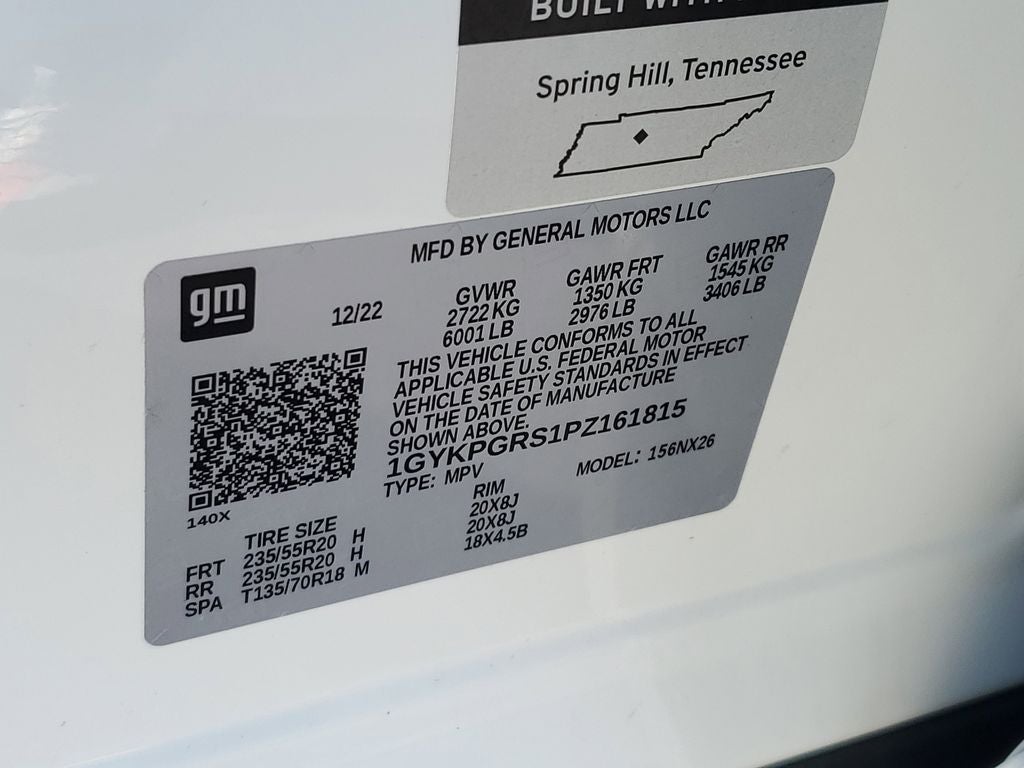 BUILT WITH
Spring Hill, Tennessee
MFD BY GENERAL MOTORS LLC
gm
12/22
GVWR GAWR FRT GAWR RR
2722 KG 1350 KG 1545 KG
6001 LB 2976 LB 3406 LB
THIS VEHICLE CONFORMS TO ALL
APPLICABLE U.S. FEDERAL MOTOR
VEHICLE SAFETY STANDARDS IN EFFECT
ON THE DATE OF MANUFACTURE
SHOWN ABOVE.
1GYKPGRS1PZ161815
TYPE: MPV MODEL: 156NX26
140X
TIRE SIZE RIM
FRT 235/55R20 H 20X8J
RR 235/55R20 H 20X8J
SPA T135/70R18 M 18X4.5B